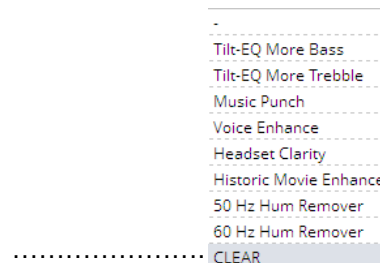 -
Tilt-EQ More Bass
Tilt-EQ More Trebble
Music Punch
Voice Enhance
Headset Clarity
Historic Movie Enhance
50 Hz Hum Remover
60 Hz Hum Remover
CLEAR